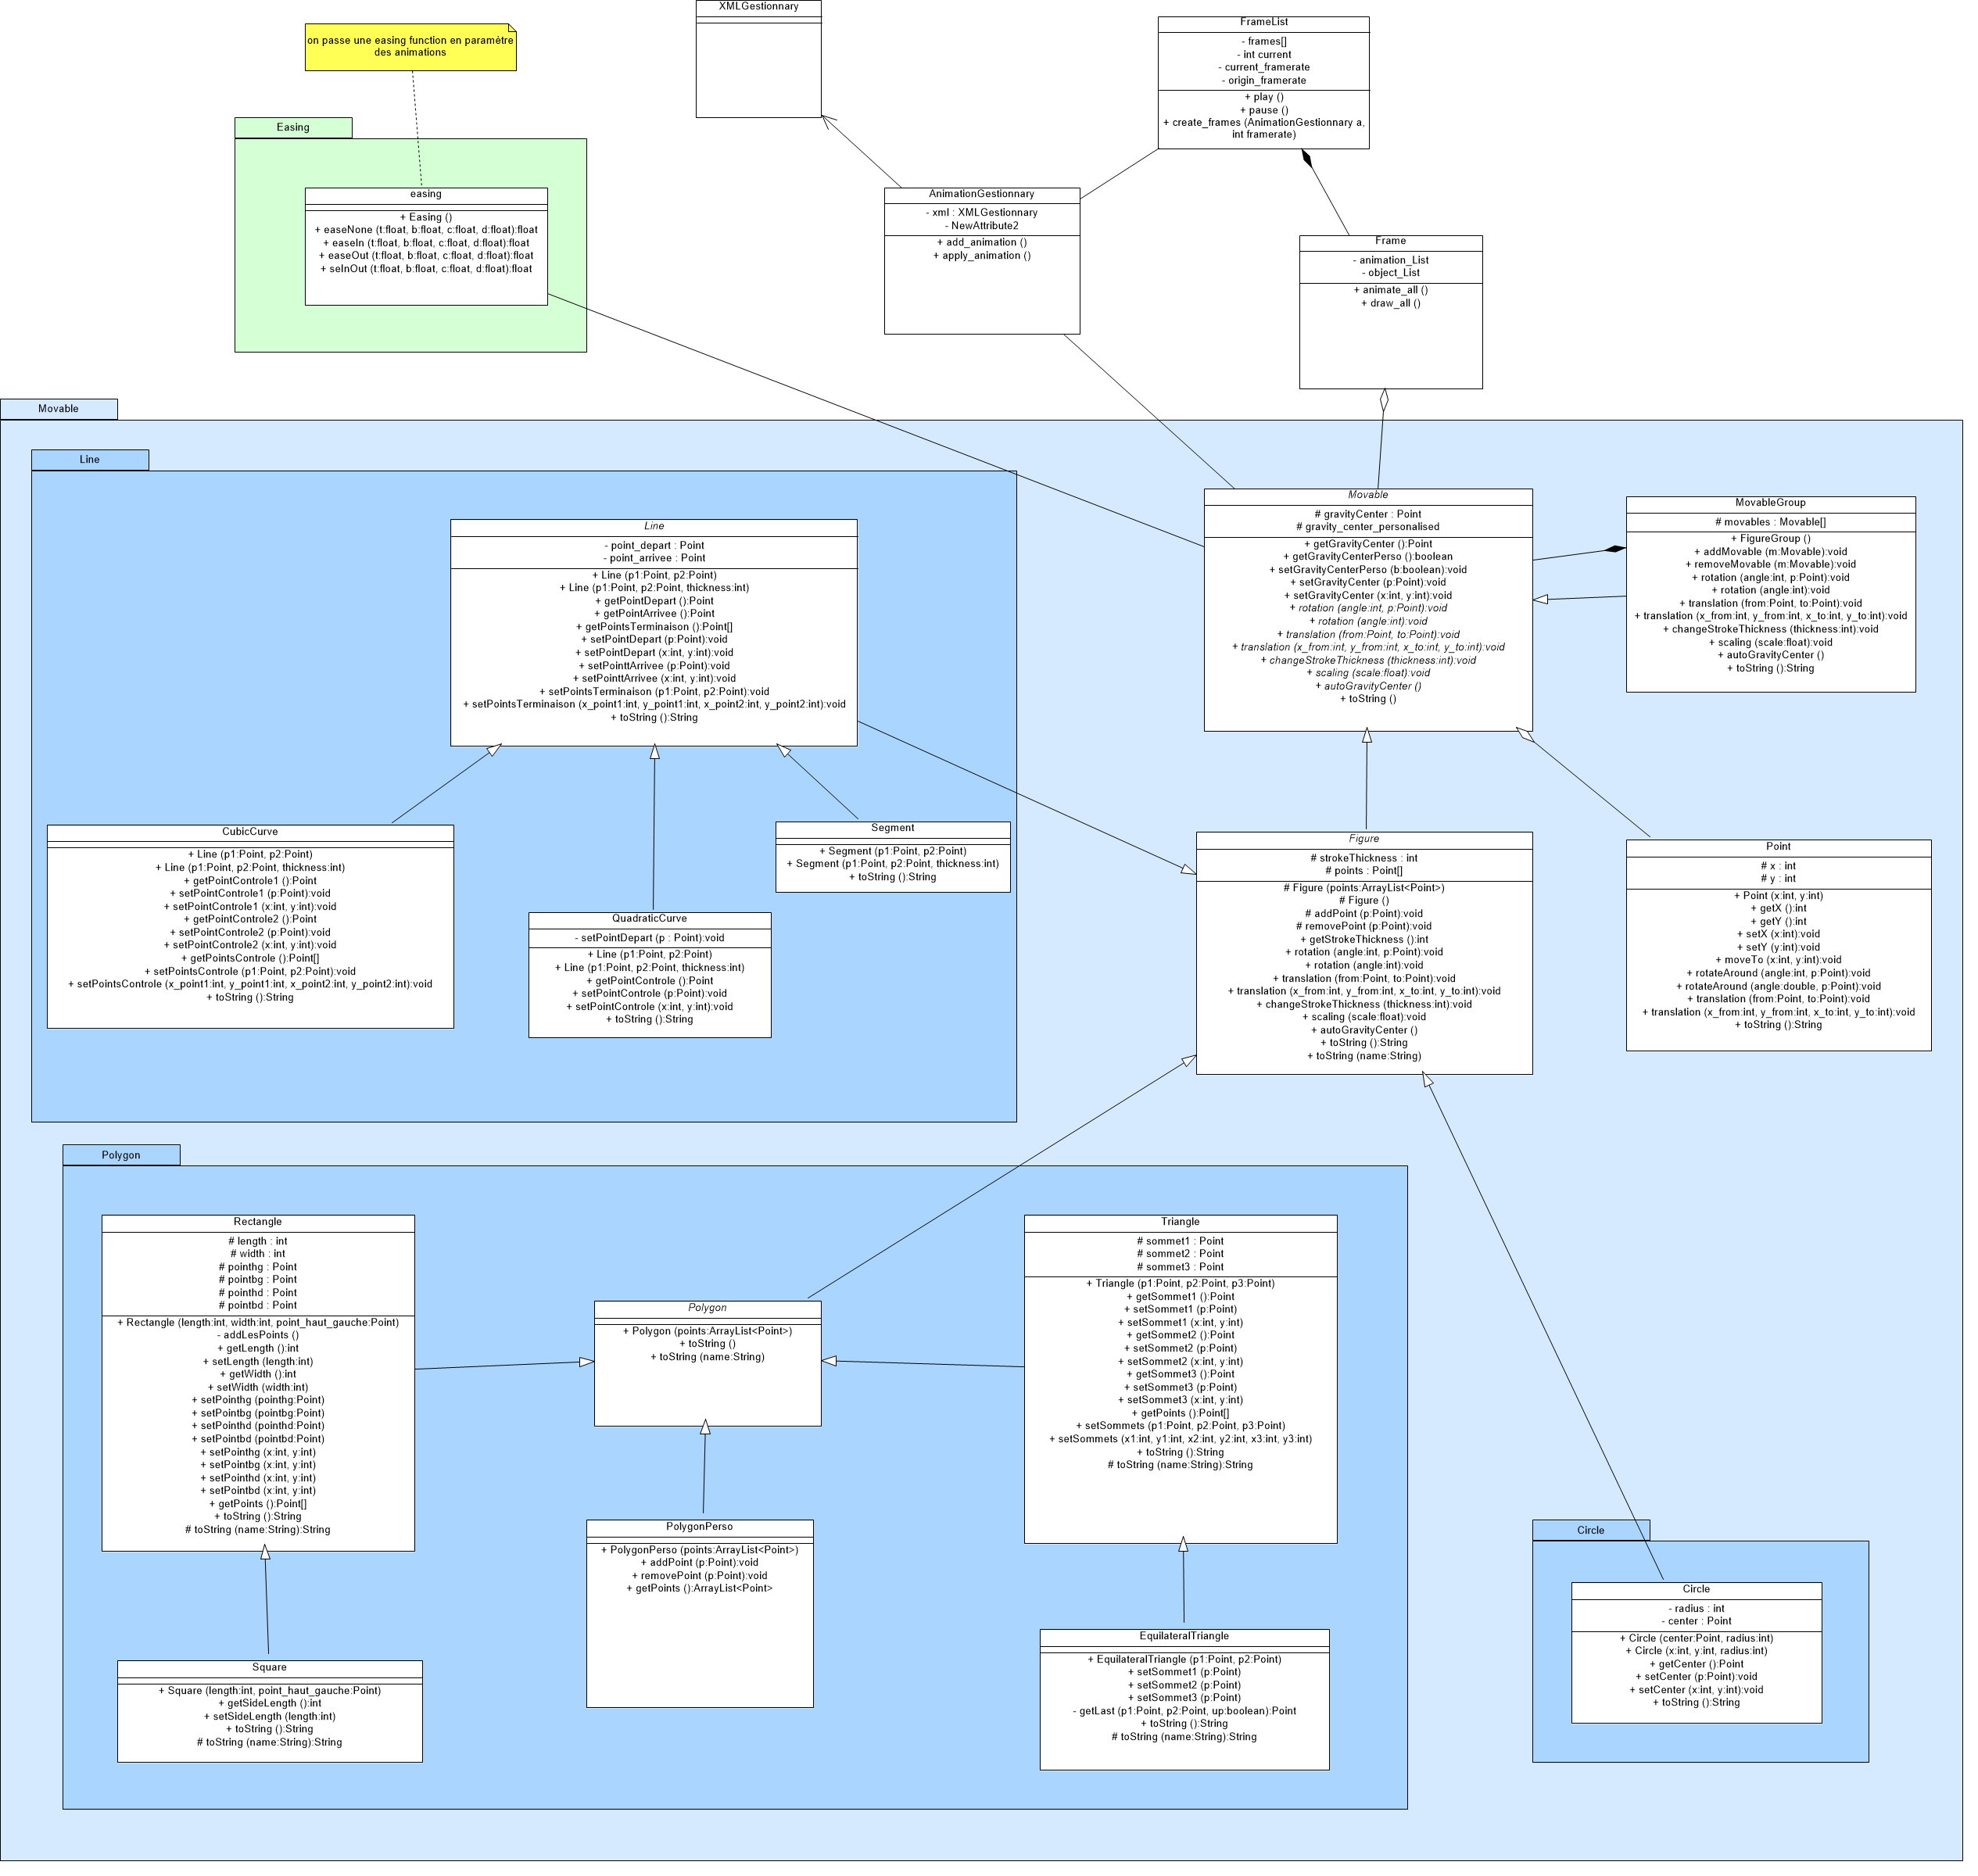 XMLGestionnary
FrameList
- frames[]
- int current
- current_framerate
- origin_framerate
+ play ()
+ pause ()
+ create_frames (AnimationGestionnary a,
int framerate)
on passe une easing function en paramètre
des animations
Easing
easing
+ Easing ()
+ easeNone (t:float, b:float, c:float, d:float):float
+ easeIn (t:float, b:float, c:float, d:float):float
+ easeOut (t:float, b:float, c:float, d:float):float
+ seInOut (t:float, b:float, c:float, d:float):float
AnimationGestionnary
- xml : XMLGestionnary
- NewAttribute2
+ add_animation ()
+ apply_animation ()
Frame
- animation_List
- object_List
+ animate_all ()
+ draw_all ()
Movable
Line
Line
- point_depart : Point
- point_arrivee : Point
+ Line (p1:Point, p2:Point)
+ Line (p1:Point, p2:Point, thickness:int)
+ getPointDepart ():Point
+ getPointArrivee ():Point
+ getPointsTerminaison ():Point[]
+ setPointDepart (p:Point):void
+ setPointDepart (x:int, y:int):void
+ setPointtArrivee (p:Point):void
+ setPointtArrivee (x:int, y:int):void
+ setPointsTerminaison (p1:Point, p2:Point):void
+ setPointsTerminaison (x_point1:int, y_point1:int, x_point2:int, y_point2:int):void
+ toString ():String
Movable
# gravityCenter : Point
# gravity_center_personalised
+ getGravityCenter ():Point
+ getGravityCenterPerso ():boolean
+ setGravityCenterPerso (b:boolean):void
+ setGravityCenter (p:Point):void
+ setGravityCenter (x:int, y:int):void
+ rotation (angle:int, p:Point):void
+ rotation (angle:int):void
+ translation (from:Point, to:Point):void
+ translation (x_from:int, y_from:int, x_to:int, y_to:int):void
+ changeStrokeThickness (thickness:int):void
+ scaling (scale:float):void
+ autoGravityCenter ()
+ toString ()
MovableGroup
# movables : Movable[]
+ FigureGroup ()
+ addMovable (m:Movable):void
+ removeMovable (m:Movable):void
+ rotation (angle:int, p:Point):void
+ rotation (angle:int):void
+ translation (from:Point, to:Point):void
+ translation (x_from:int, y_from:int, x_to:int, y_to:int):void
+ changeStrokeThickness (thickness:int):void
+ scaling (scale:float):void
+ autoGravityCenter ()
+ toString ():String
CubicCurve
+ Line (p1:Point, p2:Point)
+ Line (p1:Point, p2:Point, thickness:int)
+ getPointControle1 ():Point
+ setPointControle1 (p:Point):void
+ setPointControle1 (x:int, y:int):void
+ getPointControle2 ():Point
+ setPointControle2 (p:Point):void
+ setPointControle2 (x:int, y:int):void
+ getPointsControle ():Point[]
+ setPointsControle (p1:Point, p2:Point):void
+ setPointsControle (x_point1:int, y_point1:int, x_point2:int, y_point2:int):void
+ toString ():String
QuadraticCurve
- setPointDepart (p : Point):void
+ Line (p1:Point, p2:Point)
+ Line (p1:Point, p2:Point, thickness:int)
+ getPointControle ():Point
+ setPointControle (p:Point):void
+ setPointControle (x:int, y:int):void
+ toString ():String
Segment
+ Segment (p1:Point, p2:Point)
+ Segment (p1:Point, p2:Point, thickness:int)
+ toString ():String
Figure
# strokeThickness : int
# points : Point[]
# Figure (points:ArrayList<Point>)
# Figure ()
# addPoint (p:Point):void
# removePoint (p:Point):void
+ getStrokeThickness ():int
+ rotation (angle:int, p:Point):void
+ rotation (angle:int):void
+ translation (from:Point, to:Point):void
+ translation (x_from:int, y_from:int, x_to:int, y_to:int):void
+ changeStrokeThickness (thickness:int):void
+ scaling (scale:float):void
+ autoGravityCenter ()
+ toString ():String
+ toString (name:String)
Point
# x : int
# y : int
+ Point (x:int, y:int)
+ getX ():int
+ getY ():int
+ setX (x:int):void
+ setY (y:int):void
+ moveTo (x:int, y:int):void
+ rotateAround (angle:int, p:Point):void
+ rotateAround (angle:double, p:Point):void
+ translation (from:Point, to:Point):void
+ translation (x_from:int, y_from:int, x_to:int, y_to:int):void
+ toString ():String
Polygon
Rectangle
# length : int
# width : int
# pointhg : Point
# pointbg : Point
# pointhd : Point
# pointbd : Point
+ Rectangle (length:int, width:int, point_haut_gauche:Point)
- addLesPoints ()
+ getLength ():int
+ setLength (length:int)
+ getWidth ():int
+ setWidth (width:int)
+ setPointhg (pointhg:Point)
+ setPointbg (pointbg:Point)
+ setPointhd (pointhd:Point)
+ setPointbd (pointbd:Point)
+ setPointhg (x:int, y:int)
+ setPointbg (x:int, y:int)
+ setPointhd (x:int, y:int)
+ setPointbd (x:int, y:int)
+ getPoints ():Point[]
+ toString ():String
# toString (name:String):String
Polygon
+ Polygon (points:ArrayList<Point>)
+ toString ()
+ toString (name:String)
Triangle
# sommet1 : Point
# sommet2 : Point
# sommet3 : Point
+ Triangle (p1:Point, p2:Point, p3:Point)
+ getSommet1 ():Point
+ setSommet1 (p:Point)
+ setSommet1 (x:int, y:int)
+ getSommet2 ():Point
+ setSommet2 (p:Point)
+ setSommet2 (x:int, y:int)
+ getSommet3 ():Point
+ setSommet3 (p:Point)
+ setSommet3 (x:int, y:int)
+ getPoints ():Point[]
+ setSommets (p1:Point, p2:Point, p3:Point)
+ setSommets (x1:int, y1:int, x2:int, y2:int, x3:int, y3:int)
+ toString ():String
# toString (name:String):String
PolygonPerso
+ PolygonPerso (points:ArrayList<Point>)
+ addPoint (p:Point):void
+ removePoint (p:Point):void
+ getPoints ():ArrayList<Point>
Square
+ Square (length:int, point_haut_gauche:Point)
+ getSideLength ():int
+ setSideLength (length:int)
+ toString ():String
# toString (name:String):String
EquilateralTriangle
+ EquilateralTriangle (p1:Point, p2:Point)
+ setSommet1 (p:Point)
+ setSommet2 (p:Point)
+ setSommet3 (p:Point)
- getLast (p1:Point, p2:Point, up:boolean):Point
+ toString ():String
# toString (name:String):String
Circle
Circle
- radius : int
- center : Point
+ Circle (center:Point, radius:int)
+ Circle (x:int, y:int, radius:int)
+ getCenter ():Point
+ setCenter (p:Point):void
+ setCenter (x:int, y:int):void
+ toString ():String